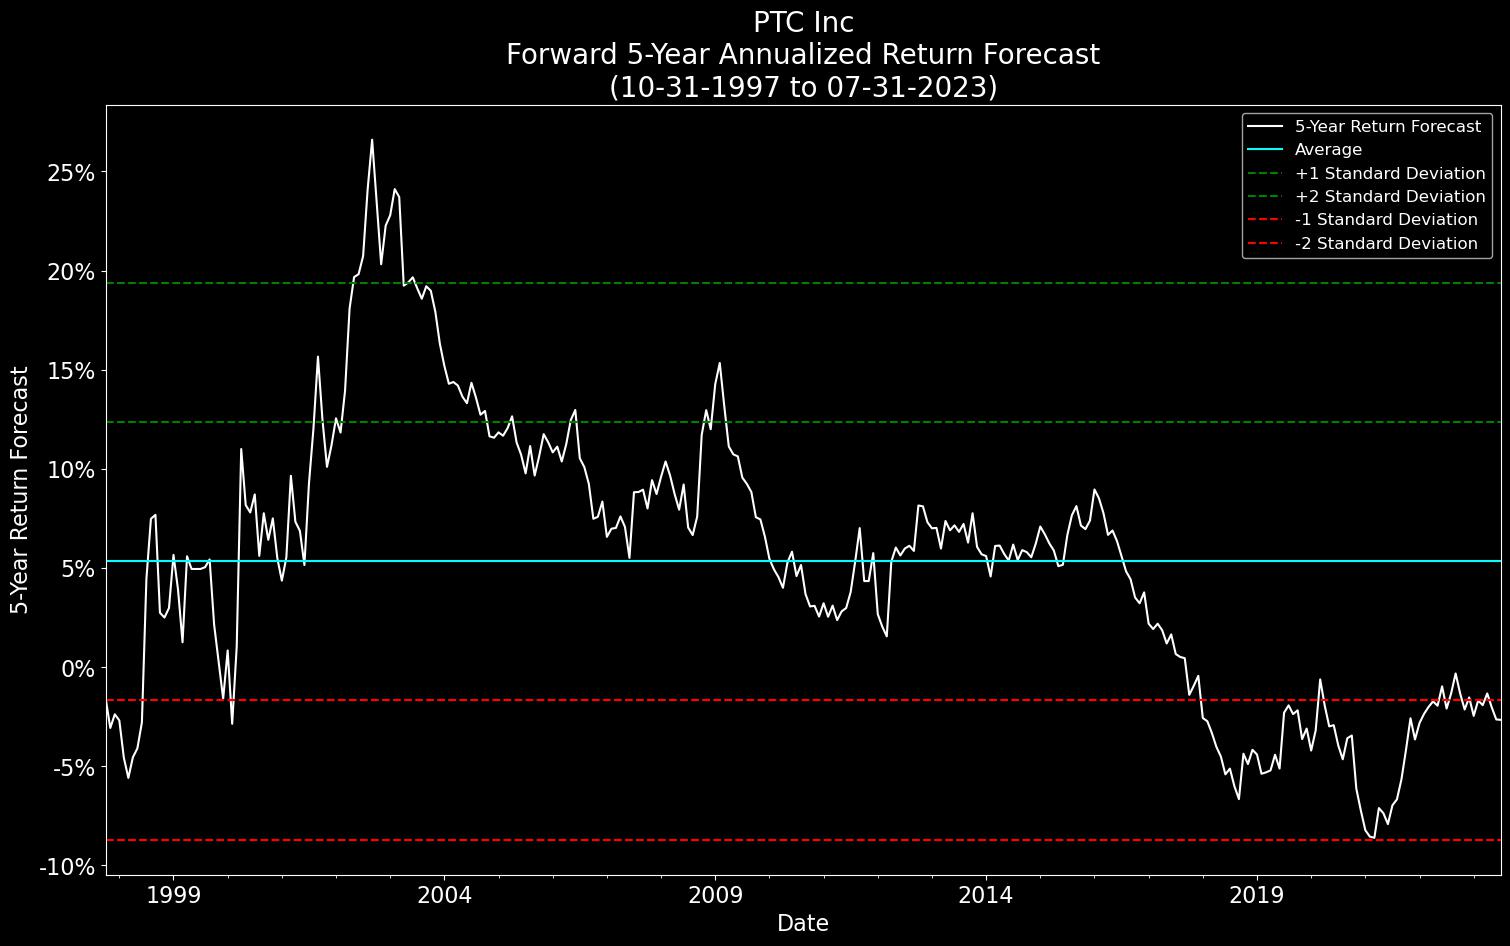 PTC Inc
Forward 5-Year Annualized Return Forecast
(10-31-1997 to 07-31-2023)
5-Year Return Forecast
Average
+1 Standard Deviation
+2 Standard Deviation
-1 Standard Deviation
-2 Standard Deviation
5-Year Return Forecast
25%
20%
15%
10%
5%
0%
-5%
-10%
1999 2004 2009 2014 2019
Date